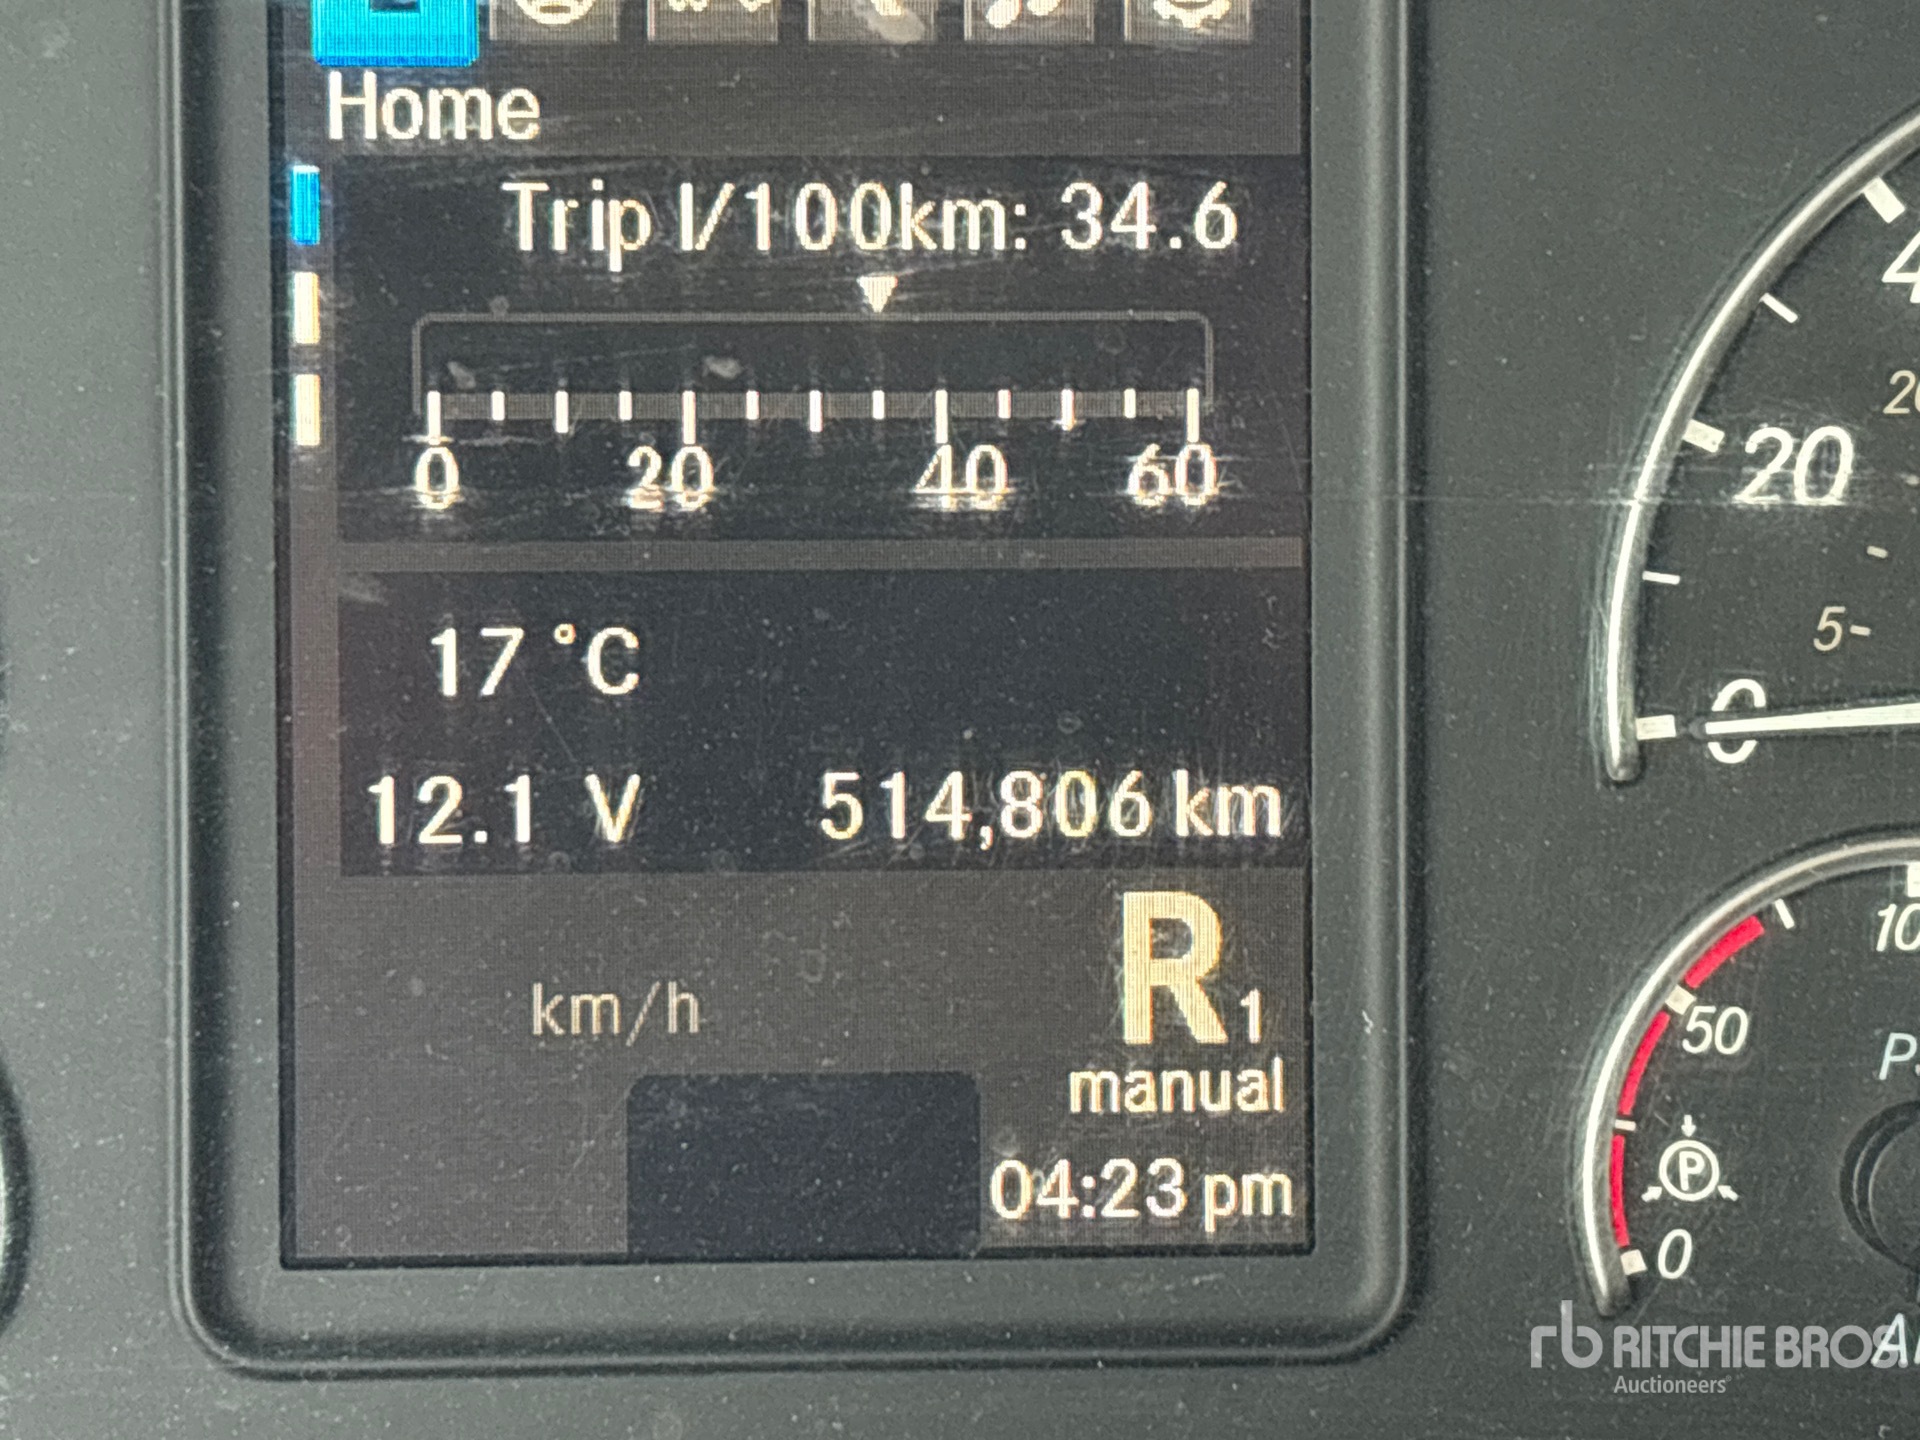 Home
Trip l/100km: 34.6
0 20 40 60
17 °C
12.1 V 514,806 km
km/h
R1
manual
04:23 pm
20
5-
0
50
0
P
rb RITCHIE BROS
Auctioneers